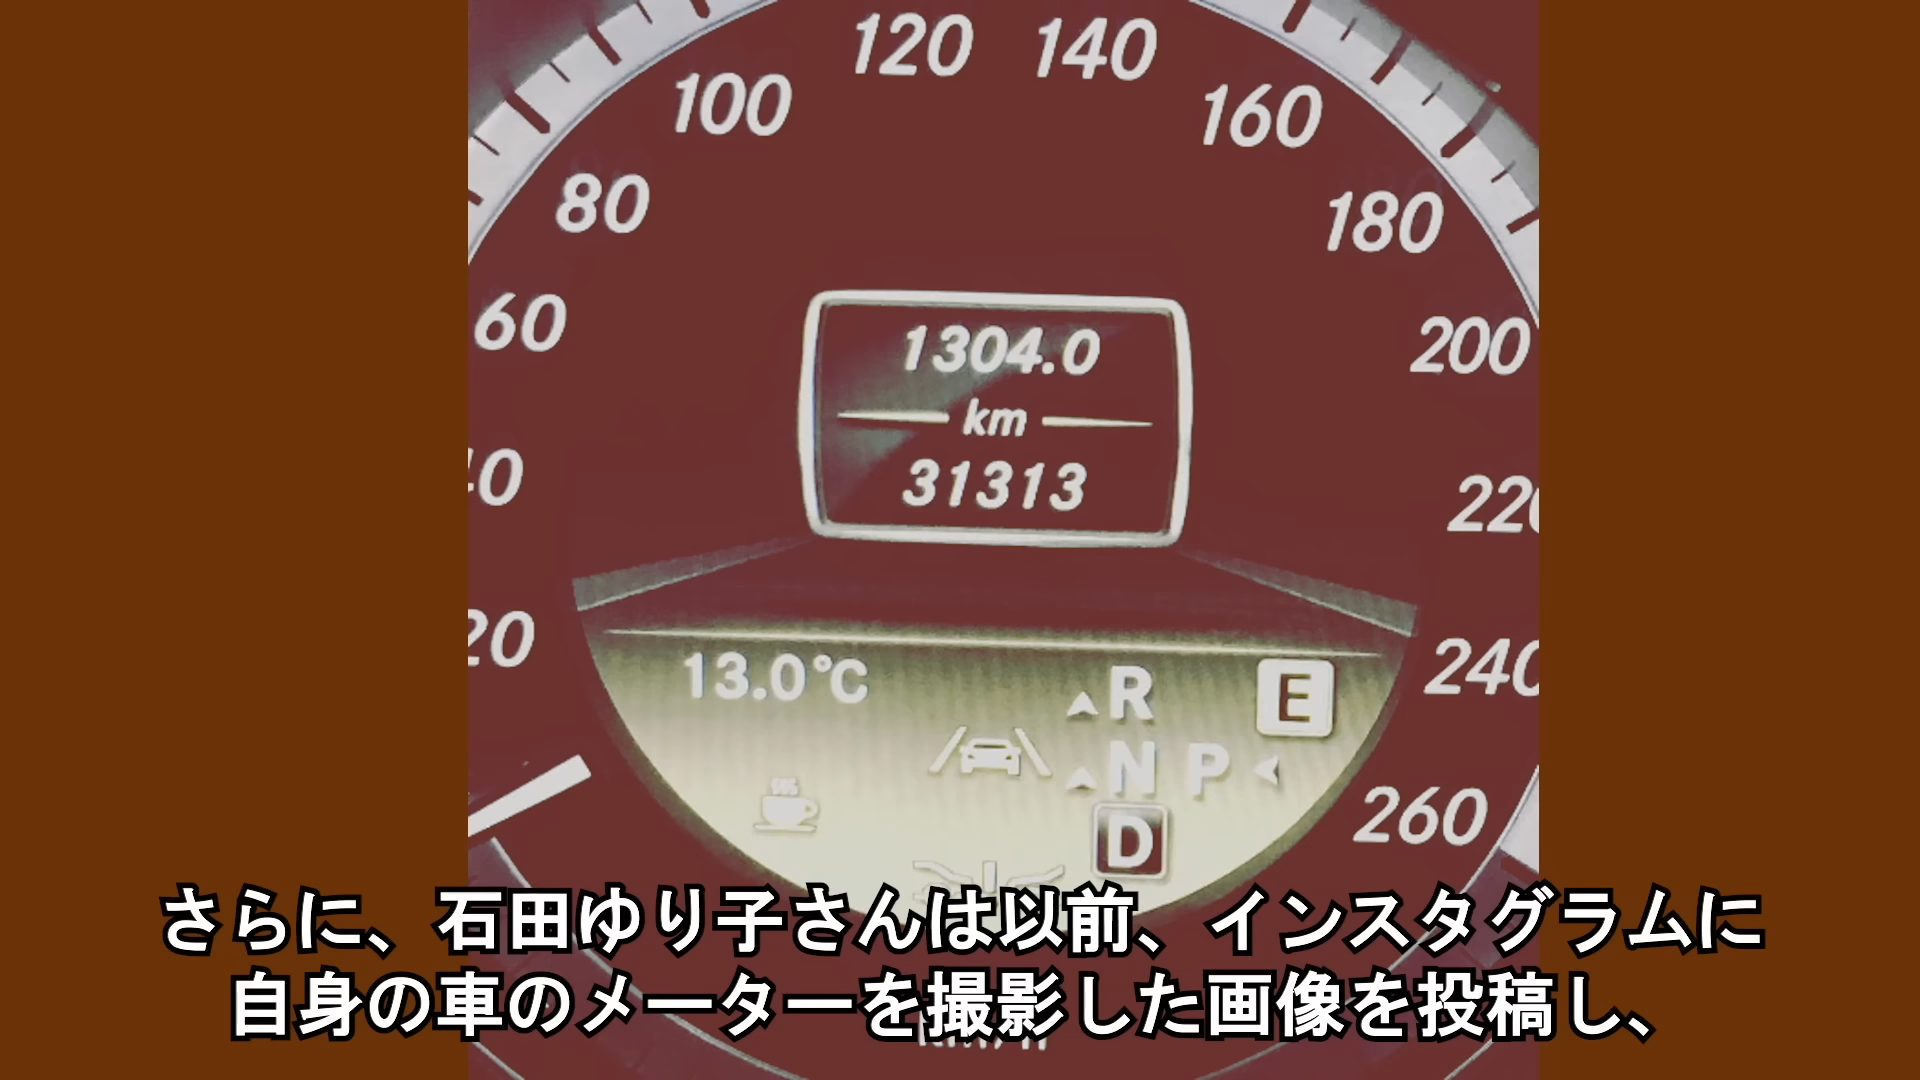 120 140
100 160
80 180
60 200
1304.0
km
31313
40 220
20 240
13.0℃ R E
N P
D 260
さらに、石田ゆり子さんは以前、インスタグラムに
自身の車のメーターを撮影した画像を投稿し、